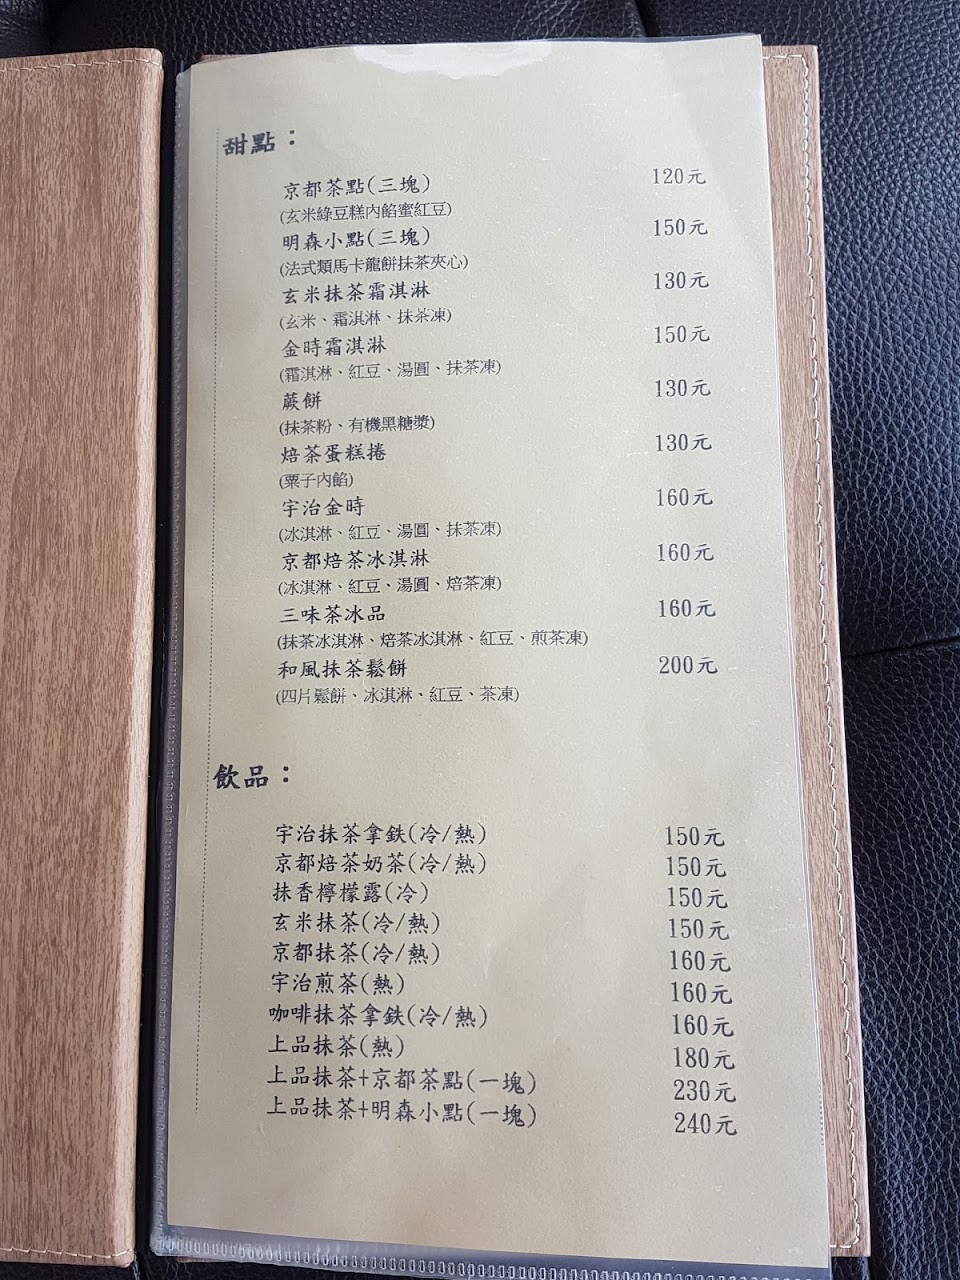 甜點：
京都茶點(三塊) 120元
(玄米綠豆糕內餡蜜紅豆)
明森小點(三塊) 150元
(法式類馬卡龍餅抹茶夾心)
玄米抹茶霜淇淋 130元
(玄米、霜淇淋、抹茶凍)
金時霜淇淋 150元
(霜淇淋、紅豆、湯圓、抹茶凍)
蕨餅 130元
(抹茶粉、有機黑糖漿)
焙茶蛋糕捲 130元
(栗子內餡)
宇治金時 160元
(冰淇淋、紅豆、湯圓、抹茶凍)
京都焙茶冰淇淋 160元
(冰淇淋、紅豆、湯圓、焙茶凍)
三味茶冰品 160元
(抹茶冰淇淋、焙茶冰淇淋、紅豆、煎茶凍)
和風抹茶鬆餅 200元
(四片鬆餅、冰淇淋、紅豆、茶凍)
飲品：
宇治抹茶拿鉄(冷/熱) 150元
京都焙茶奶茶(冷/熱) 150元
抹香檸檬露(冷) 150元
玄米抹茶(冷/熱) 150元
京都抹茶(冷/熱) 160元
宇治煎茶(熱) 160元
咖啡抹茶拿鉄(冷/熱) 160元
上品抹茶(熱) 180元
上品抹茶+京都茶點(一塊) 230元
上品抹茶+明森小點(一塊) 240元